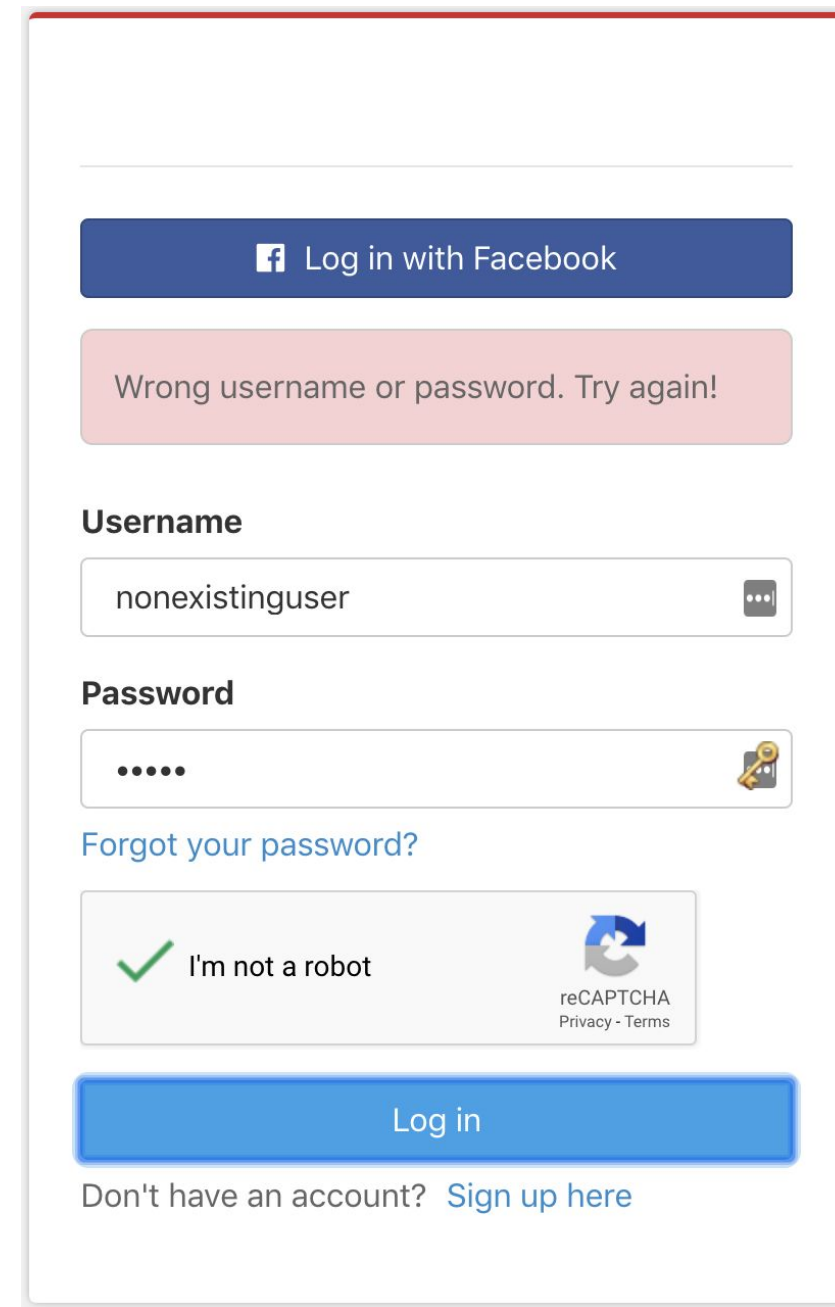 Log in with Facebook
Wrong username or password. Try again!
Username
nonexistinguser
Password
•••••
Forgot your password?
I'm not a robot
reCAPTCHA
Privacy - Terms
Log in
Don't have an account? Sign up here